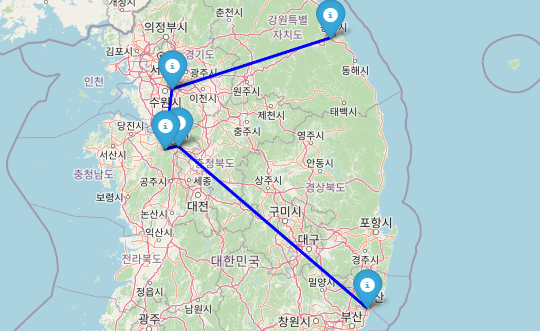 춘천시
강원특별
자치도
의정부시
김포시
경기도
광주시
동해시
인천
수원시
이천시
원주시
제천시
태백시
당진시
충주시
영주시
서산시
충청북도
안동시
충청남도
공주시
세종
상주시
경상북도
보령시
대전
논산시
구미시
포항시
익산시
대구
전라북도
대한민국
경주시
정읍시
밀양시
남원시
광주
창원시
부산